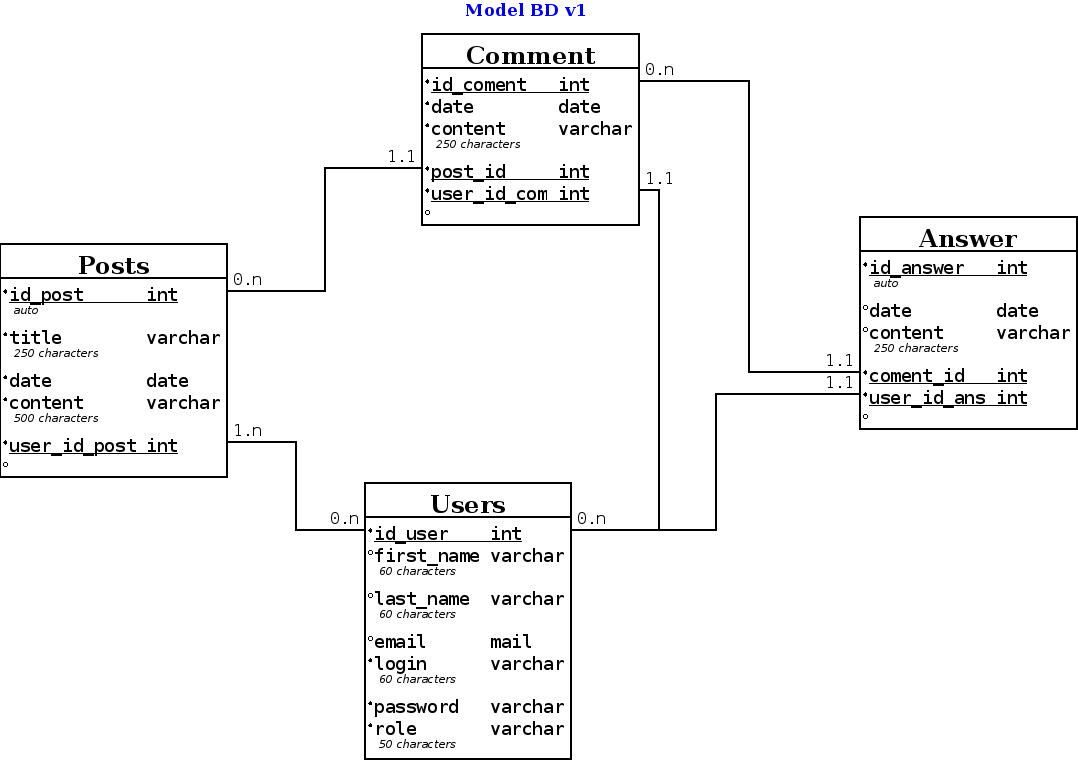 Model BD v1
Comment
id_coment int
date date
content varchar
250 characters
post_id int
user_id_com int
0.n
1.1
1.1
Answer
id_answer int
auto
date date
content varchar
250 characters
coment_id int
user_id_ans int
1.1
1.1
Posts
id_post int
auto
title varchar
250 characters
date date
content varchar
500 characters
user_id_post int
0.n
1.n
Users
id_user int
first_name varchar
60 characters
last_name varchar
60 characters
email mail
login varchar
60 characters
password varchar
role varchar
50 characters
0.n
0.n